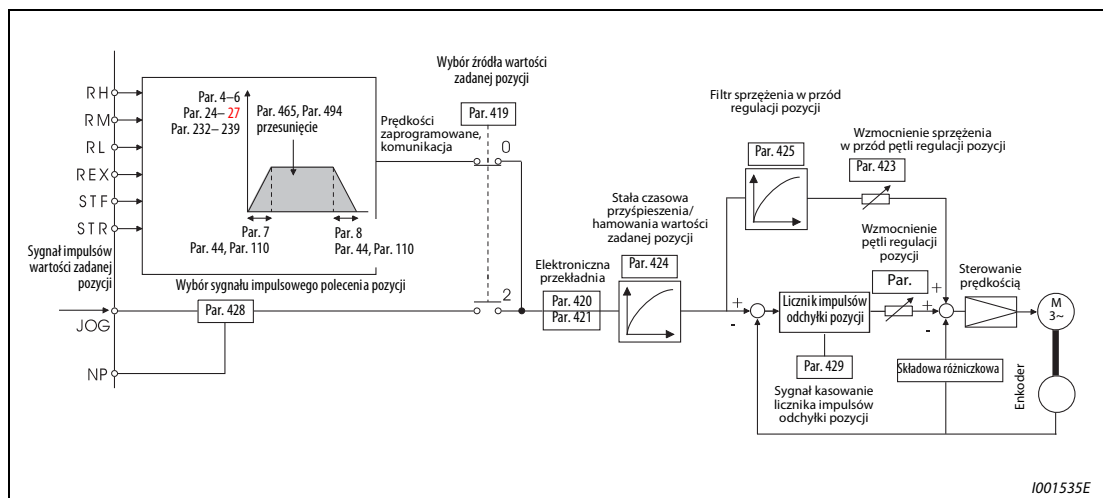 RH
RM
RL
REX
STF
STR
Sygnał impulsów
wartości zadanej
pozycji
JOG
NP
Par. 4–6
Par. 24– 27
Par. 232– 239
Par. 465, Par. 494
przesunięcie
Par. 7
Par. 44, Par. 110
Par. 8
Par. 44, Par. 110
Prędkości
zaprogramowane,
komunikacja
Wybór sygnału impulsowego polecenia pozycji
Par. 428
Wybór źródła wartości
zadanej pozycji
Par. 419
0
2
Elektroniczna
przekładnia
Par. 420
Par. 421
Stała czasowa
przyśpieszenia/
hamowania wartości
zadanej pozycji
Par. 424
Filtr sprzężenia w przód
regulacji pozycji
Par. 425
Wzmocnienie sprzężenia
w przód pętli regulacji pozycji
Par. 423
Wzmocnienie
pętli regulacji
pozycji
Par.
+
-
Licznik impulsów
odchyłki pozycji
Par. 429
Sygnał kasowanie
licznika impulsów
odchyłki pozycji
+
+
-
Sterowanie
prędkością
M
3~
Składowa różniczkowa
Enkoder
I001535E